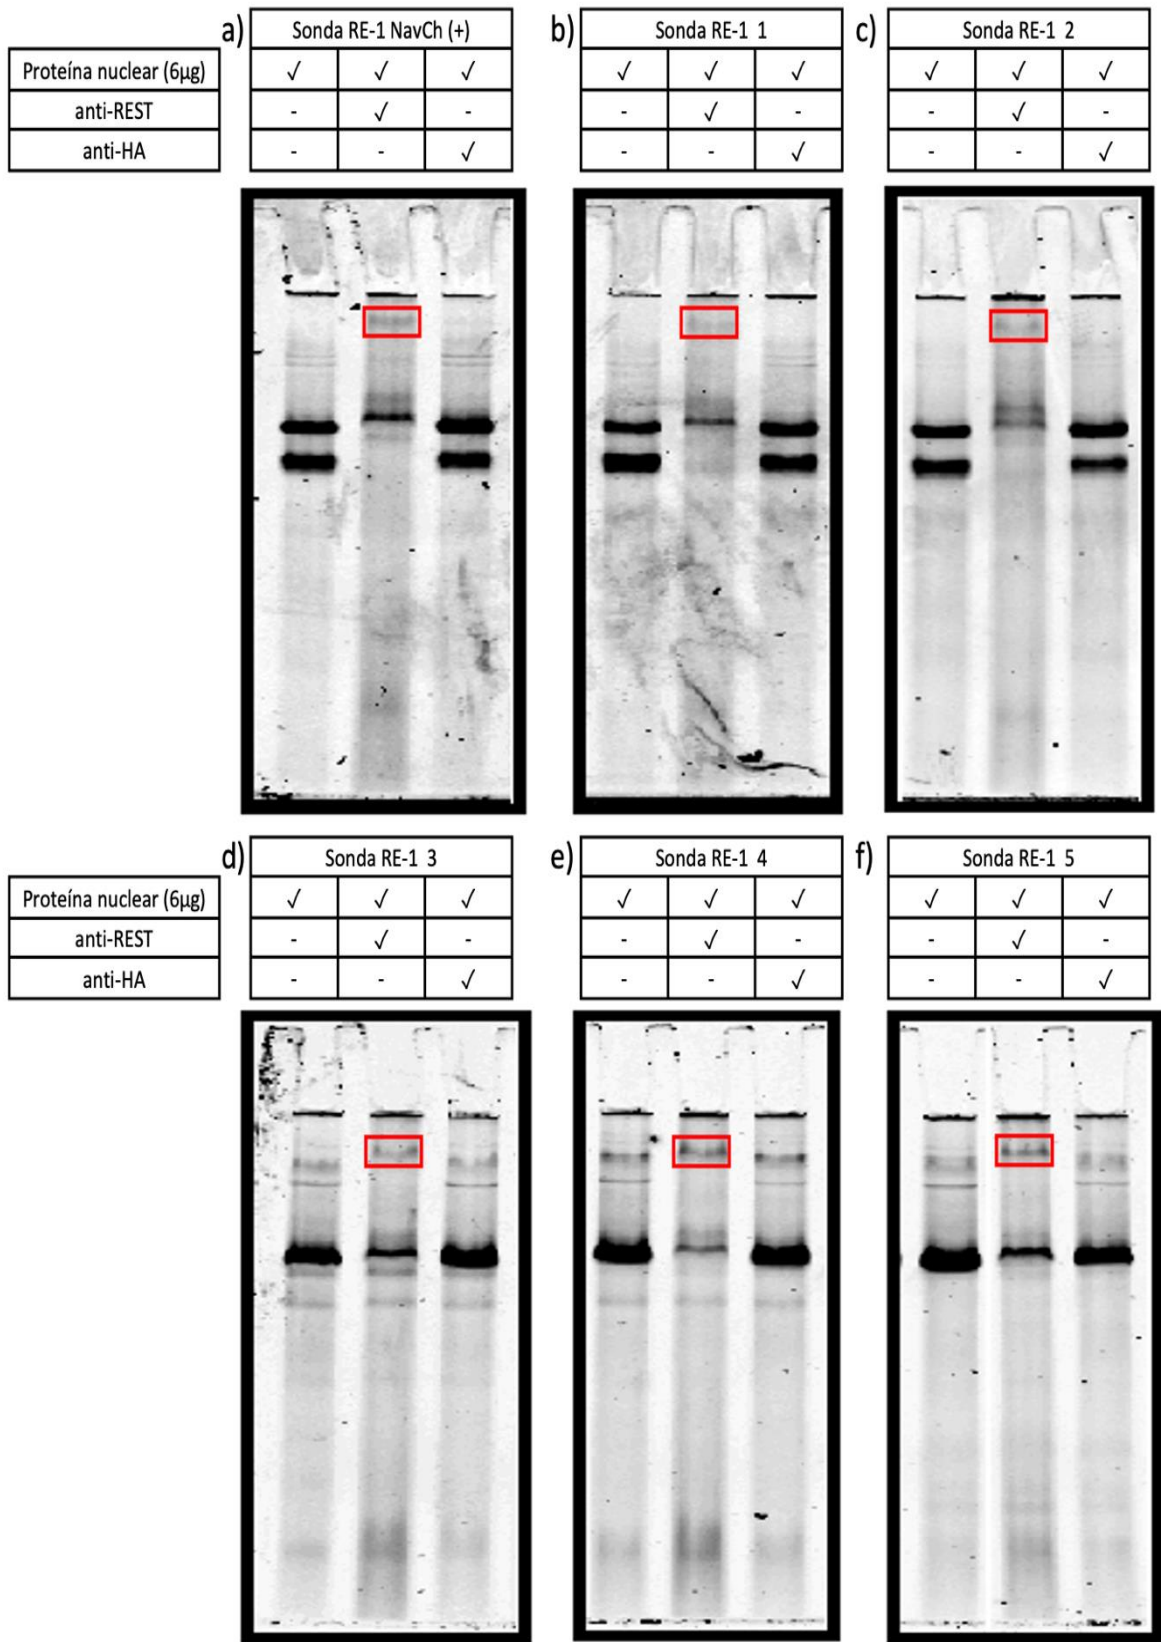 a) Sonda RE-1 NavCh (+) b) Sonda RE-1 1 c) Sonda RE-1 2
Proteína nuclear (6µg) ✓ ✓ ✓ ✓ ✓ ✓ ✓ ✓ ✓
anti-REST - ✓ - - ✓ - - ✓ -
anti-HA - - ✓ - - ✓ - - ✓
d) Sonda RE-1 3 e) Sonda RE-1 4 f) Sonda RE-1 5
Proteína nuclear (6µg) ✓ ✓ ✓ ✓ ✓ ✓ ✓ ✓ ✓
anti-REST - ✓ - - ✓ - - ✓ -
anti-HA - - ✓ - - ✓ - - ✓